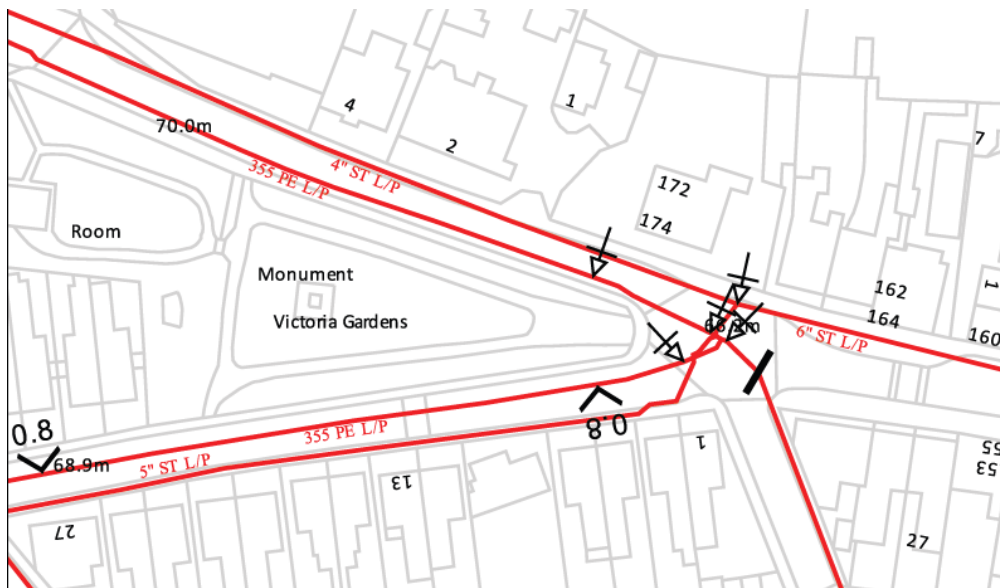 4
1
2
7
70.0m
355 PE L/P
4" ST L/P
172
174
Room
Monument
Victoria Gardens
162
164
1
160
6" ST L/P
0.8
68.9m
5" ST L/P
355 PE L/P
0.8
1
13
27
55
53
27